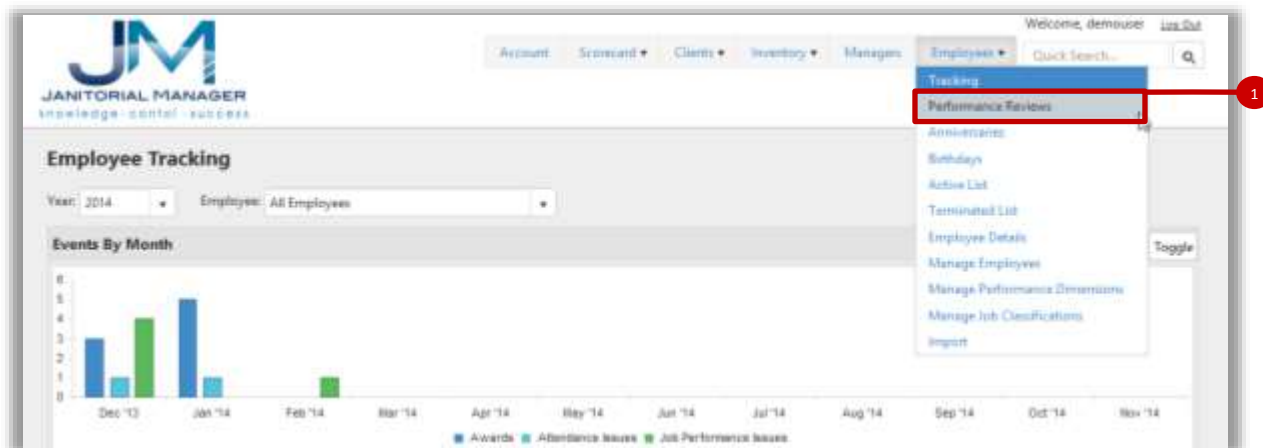 Welcome, demouser Log Out
Account Scorecard Clients Inventory Managers Employees Quick Search...
JM
JANITORIAL MANAGER
knowledge-contol-success
Tracking
Performance Reviews
1
Anniversaries
Birthdays
Active List
Terminated List
Employee Details
Manage Employees
Manage Performance Dimensions
Manage Job Classifications
Import
Employee Tracking
Year: 2014 Employee: All Employees
Events By Month Toggle
6
5
4
3
2
1
0
Dec '13 Jan '14 Feb '14 Mar '14 Apr '14 May '14 Jun '14 Jul '14 Aug '14 Sep '14 Oct '14 Nov '14
Awards Attendance Issues Job Performance Issues